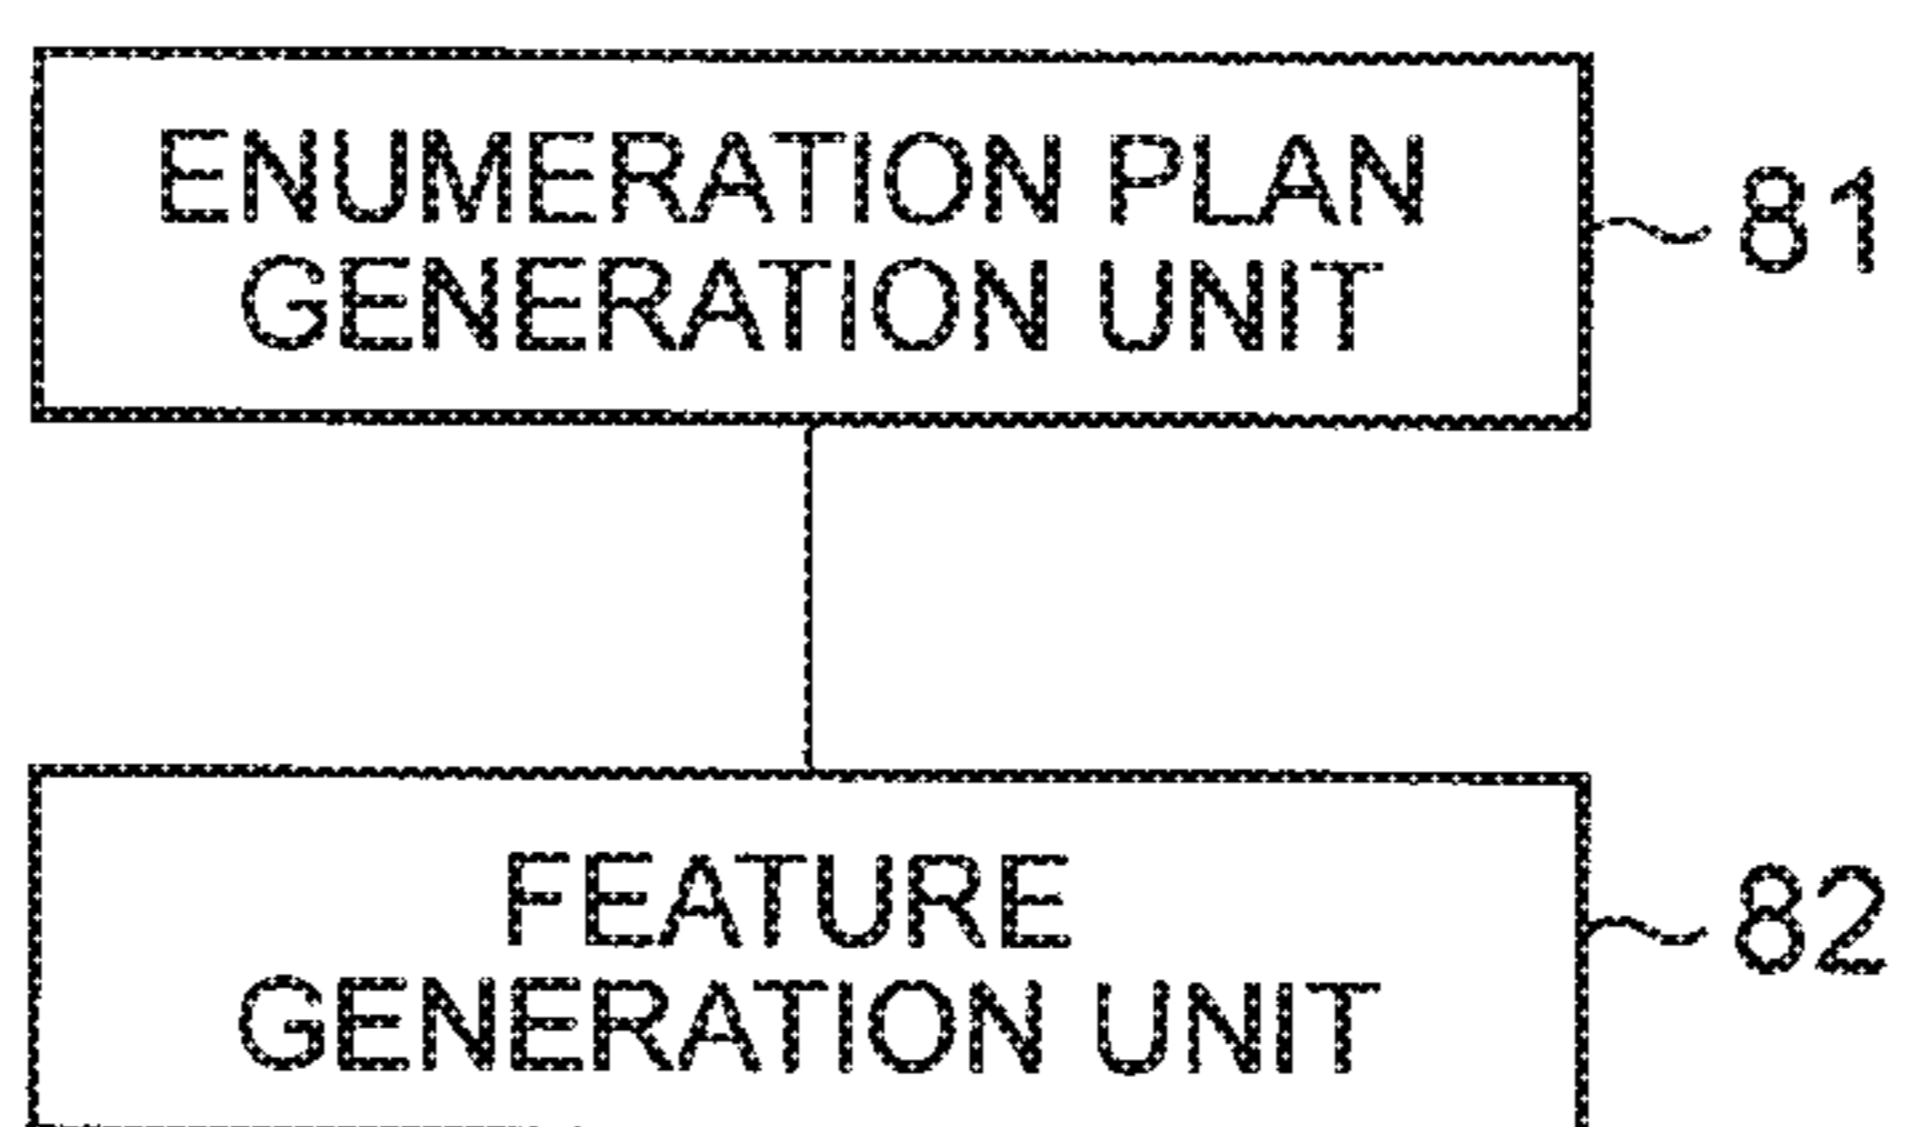 ENUMERATION PLAN
GENERATION UNIT
81
FEATURE
GENERATION UNIT
82